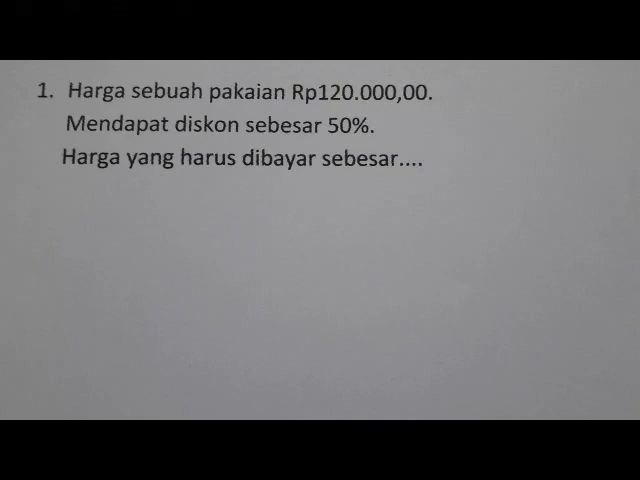 1. Harga sebuah pakaian Rp120.000,00.
Mendapat diskon sebesar 50%.
Harga yang harus dibayar sebesar....